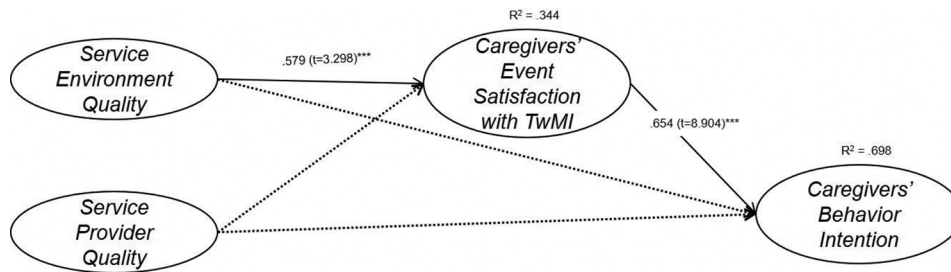 R² = .344
Service
Environment
Quality
.579 (t=3.298)***
Caregivers'
Event
Satisfaction
with TwMI
.654 (t=8.904)***
R² = .698
Service
Provider
Quality
Caregivers'
Behavior
Intention